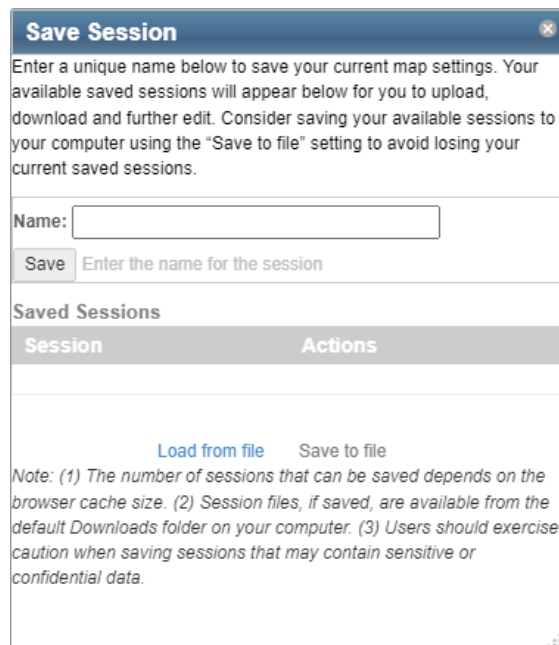 Save Session
Enter a unique name below to save your current map settings. Your
available saved sessions will appear below for you to upload,
download and further edit. Consider saving your available sessions to
your computer using the “Save to file” setting to avoid losing your
current saved sessions.
Name:
Save Enter the name for the session
Saved Sessions
Session Actions
Load from file Save to file
Note: (1) The number of sessions that can be saved depends on the
browser cache size. (2) Session files, if saved, are available from the
default Downloads folder on your computer. (3) Users should exercise
caution when saving sessions that may contain sensitive or
confidential data.